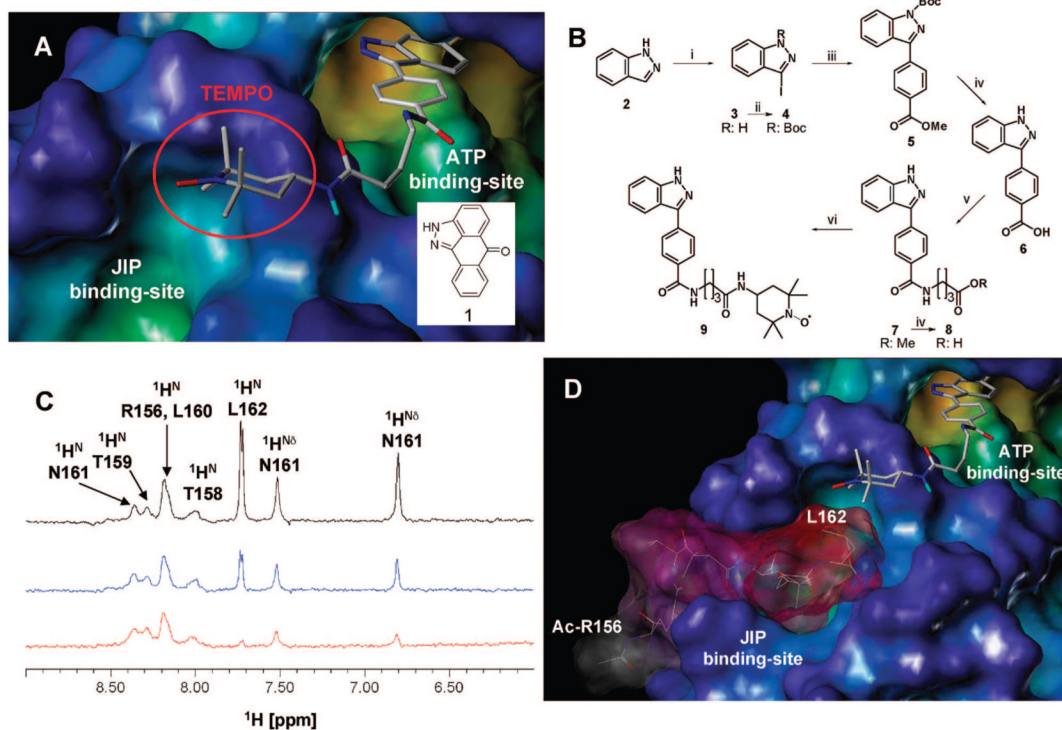 A
TEMPO
ATP
binding-site
JIP
binding-site
2HN
N
O
1
B
H
N
N
2
i
R
N
N
I
3 ii 4
R: H R: Boc
iii
Boc
N
N
O OMe
5
iv
H
N
N
O OH
6
v
H
N
N
O N
H
( )3
OR
O
7 iv 8
R: Me R: H
vi
H
N
N
O N
H
( )3
H
N
O
N
O•
9
C
1HN
N161
1HN
T159
1HN
R156, L160
1HN
T158
1HN
L162
1HNδ
N161
1HNδ
N161
8.00 7.50 7.00 6.50
8.50
1H [ppm]
D
ATP
binding-site
L162
Ac-R156
JIP
binding-site